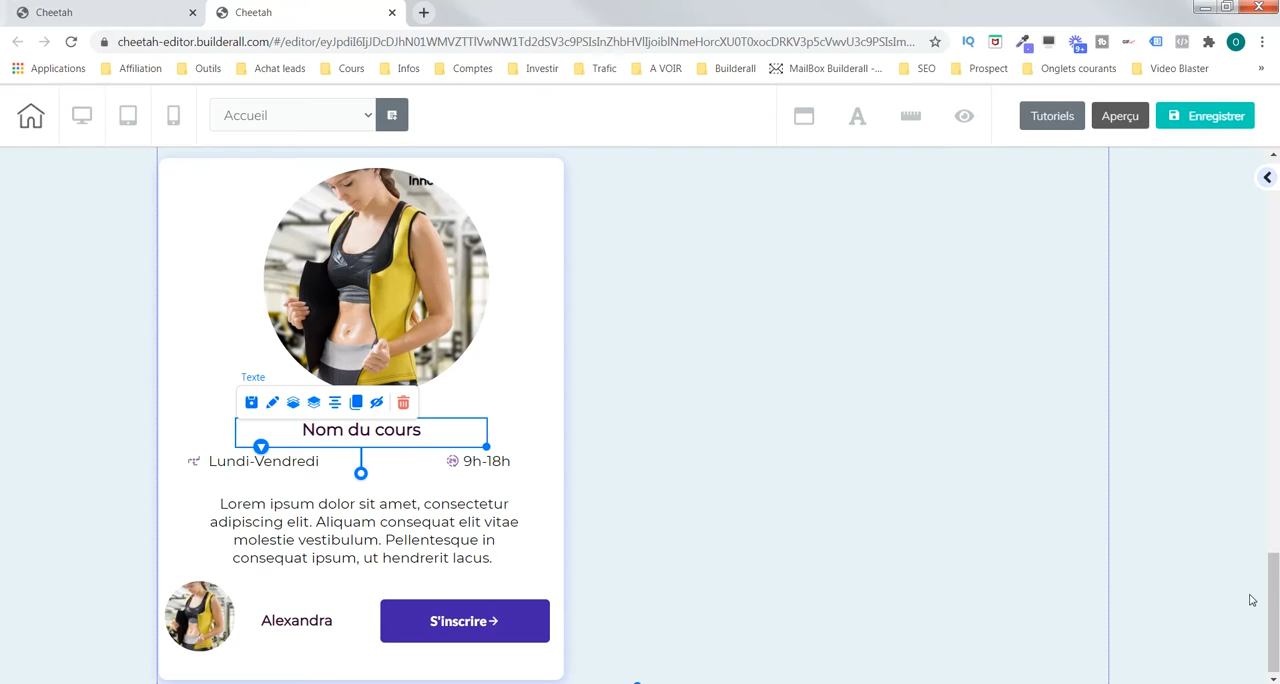 Cheetah
Cheetah
cheetah-editor.builderall.com/#/editor/
IQ
9+
O
Applications
Affiliation
Outils
Achat leads
Cours
Infos
Comptes
Investir
Trafic
A VOIR
Builderall
MailBox Builderall -...
SEO
Prospect
Onglets courants
Video Blaster
»
Accueil
Tutoriels
Aperçu
Enregistrer
Texte
Nom du cours
Lundi-Vendredi
9h-18h
Lorem ipsum dolor sit amet, consectetur
adipiscing elit. Aliquam consequat elit vitae
molestie vestibulum. Pellentesque in
consequat ipsum, ut hendrerit lacus.
Alexandra
S'inscrire→